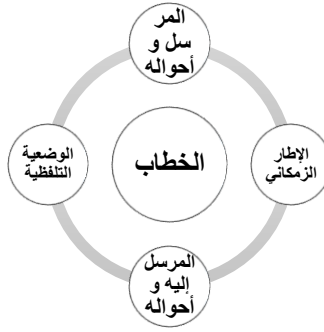 المر
سل و
أحواله
الإطار
الزمكاني
الخطاب
الوضعية
التلفظية
المرسل
إليه و
أحواله